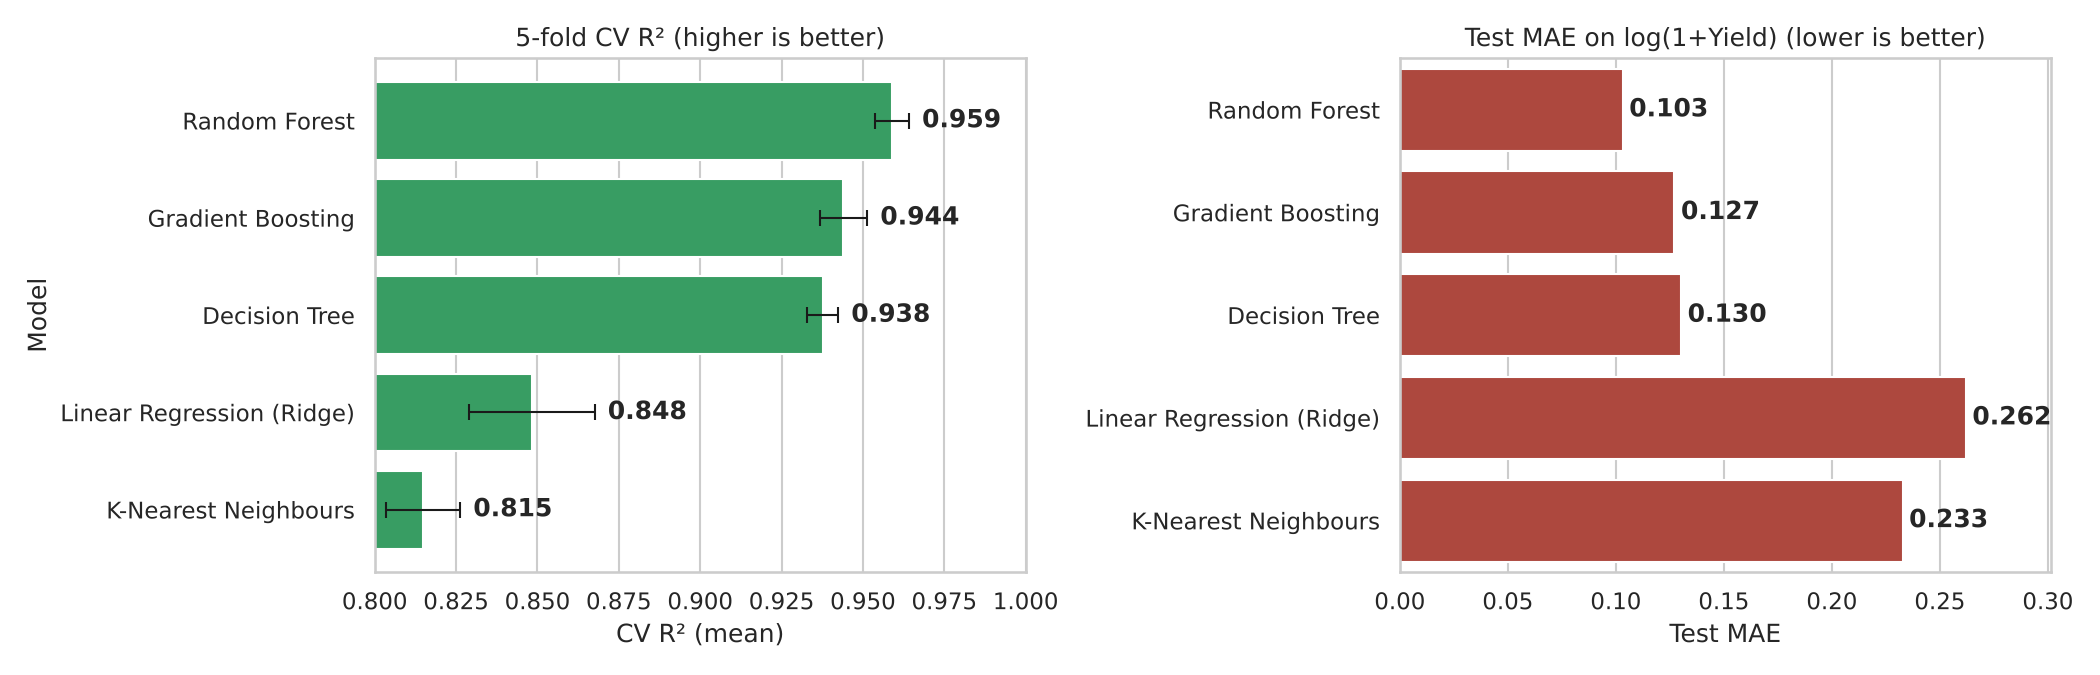 5-fold CV R² (higher is better)
Model
Random Forest
0.959
Gradient Boosting
0.944
Decision Tree
0.938
Linear Regression (Ridge)
0.848
K-Nearest Neighbours
0.815
0.800 0.825 0.850 0.875 0.900 0.925 0.950 0.975 1.000
CV R² (mean)
Test MAE on log(1+Yield) (lower is better)
Random Forest
0.103
Gradient Boosting
0.127
Decision Tree
0.130
Linear Regression (Ridge)
0.262
K-Nearest Neighbours
0.233
0.00 0.05 0.10 0.15 0.20 0.25 0.30
Test MAE